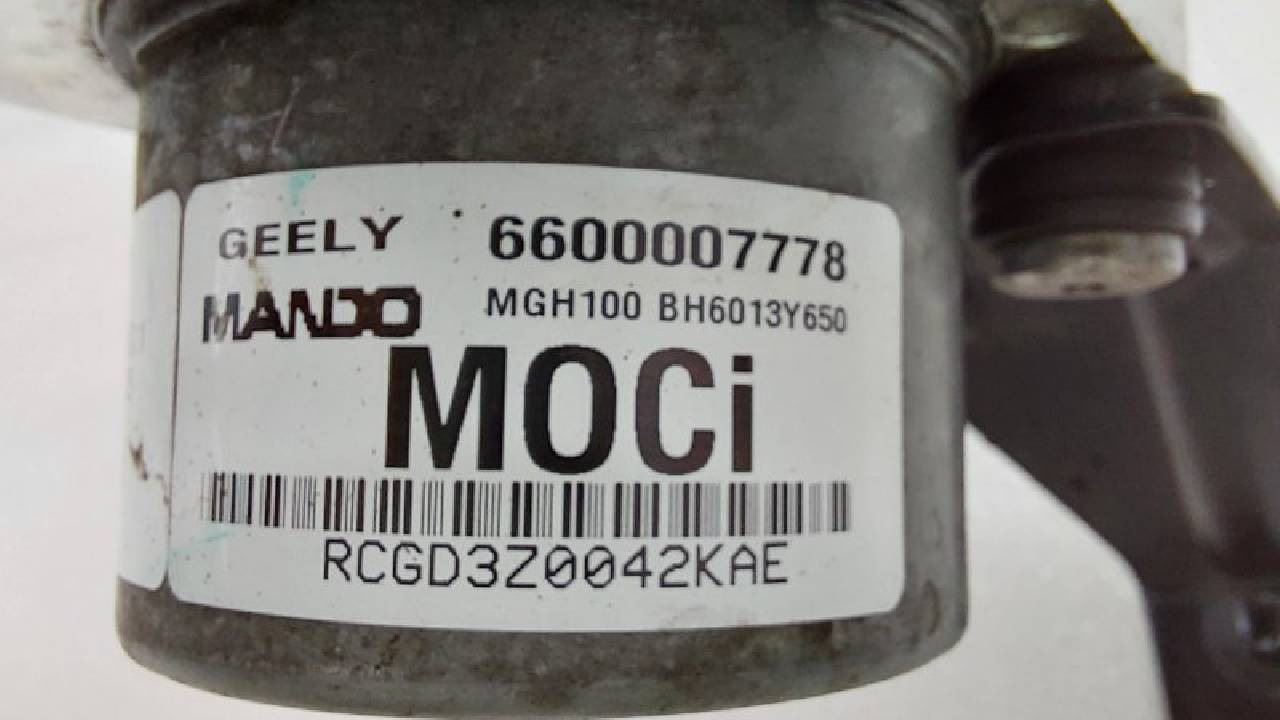 GEELY 6600007778
MANDO MGH100 BH6013Y650
MOCi
RCGD3Z0042KAE